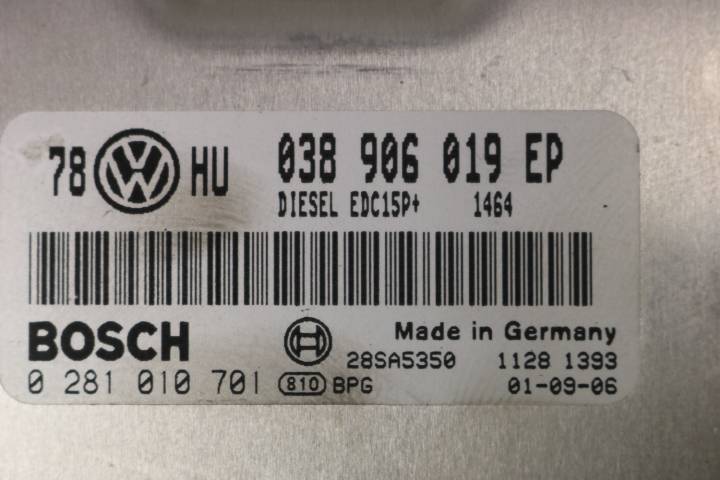 78 VW HU 038 906 019 EP
DIESEL EDC15P+ 1464
BOSCH Made in Germany
28SA5350 1128 1393
0 281 010 701 810 BPG 01-09-06